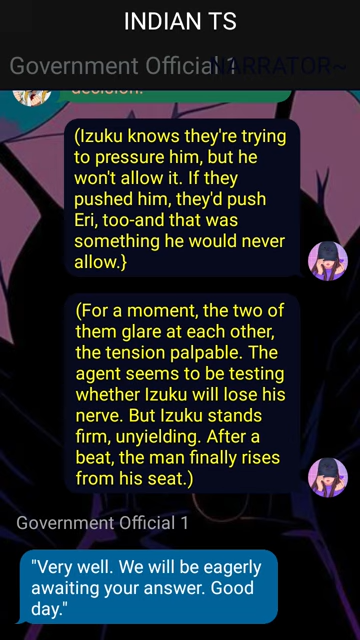 INDIAN TS
Government Official 1
NARRATOR~
decision.
(Izuku knows they're trying
to pressure him, but he
won't allow it. If they
pushed him, they'd push
Eri, too-and that was
something he would never
allow.}
(For a moment, the two of
them glare at each other,
the tension palpable. The
agent seems to be testing
whether Izuku will lose his
nerve. But Izuku stands
firm, unyielding. After a
beat, the man finally rises
from his seat.)
Government Official 1
"Very well. We will be eagerly
awaiting your answer. Good
day."